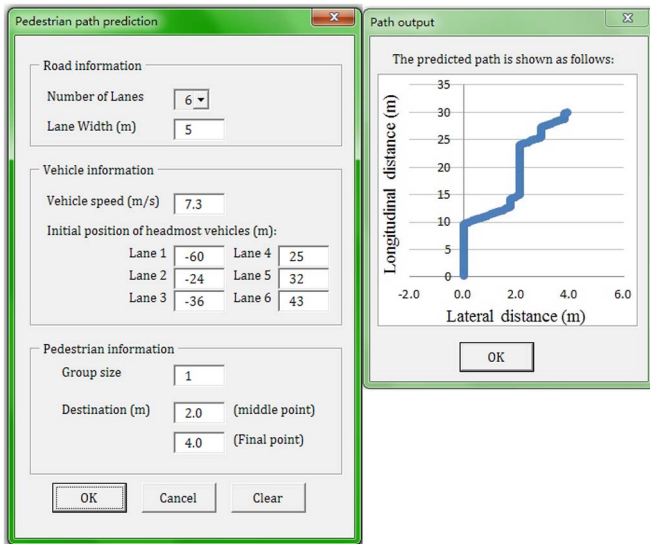 Pedestrian path prediction
Road information
Number of Lanes 6
Lane Width (m) 5
Vehicle information
Vehicle speed (m/s) 7.3
Initial position of headmost vehicles (m):
Lane 1 -60 Lane 4 25
Lane 2 -24 Lane 5 32
Lane 3 -36 Lane 6 43
Pedestrian information
Group size 1
Destination (m) 2.0 (middle point)
4.0 (Final point)
OK Cancel Clear
Path output
The predicted path is shown as follows:
Longitudinal distance (m)
35
30
25
20
15
10
5
0
-2.0 0.0 2.0 4.0 6.0
Lateral distance (m)
OK